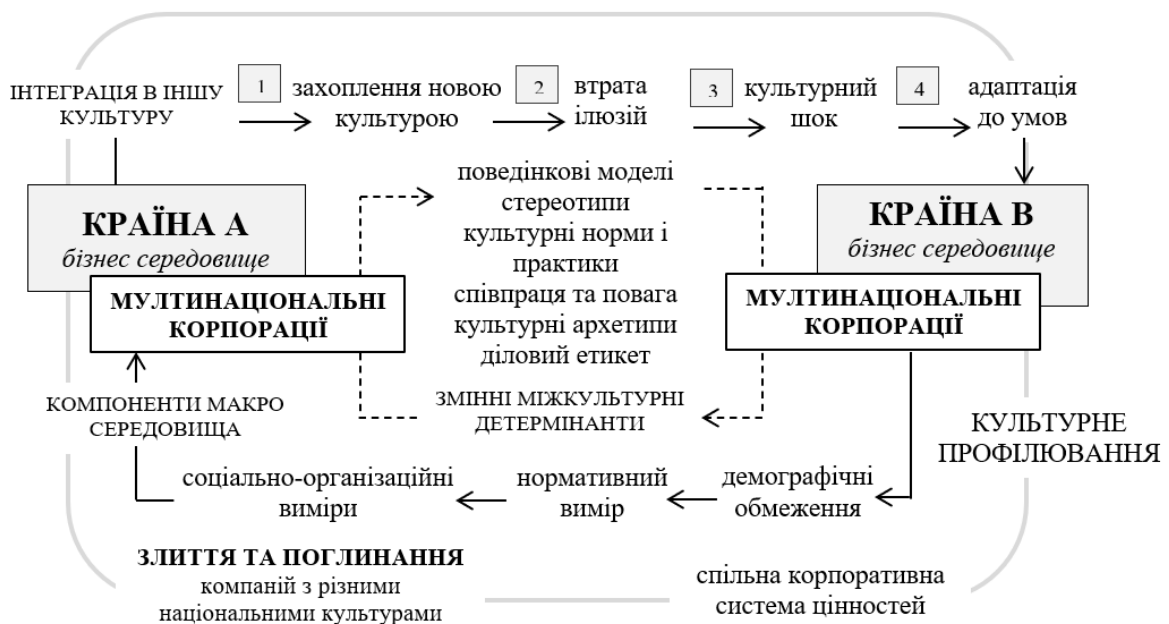 ІНТЕГРАЦІЯ В ІНШУ
КУЛЬТУРУ
1
захоплення новою
культурою
2
втрата
ілюзій
3
культурний
шок
4
адаптація
до умов
КРАЇНА А
бізнес середовище
МУЛТИНАЦІОНАЛЬНІ
КОРПОРАЦІЇ
поведінкові моделі
стереотипи
культурні норми і
практики
співпраця та повага
культурні архетипи
діловий етикет
КРАЇНА В
бізнес середовище
МУЛТИНАЦІОНАЛЬНІ
КОРПОРАЦІЇ
ЗМІННІ МІЖКУЛЬТУРНІ
ДЕТЕРМІНАНТИ
КОМПОНЕНТИ МАКРО
СЕРЕДОВИЩА
КУЛЬТУРНЕ
ПРОФІЛЮВАННЯ
соціально-організаційні
виміри
нормативний
вимір
демографічні
обмеження
ЗЛИТТЯ ТА ПОГЛИНАННЯ
компаній з різними
національними культурами
спільна корпоративна
система цінностей